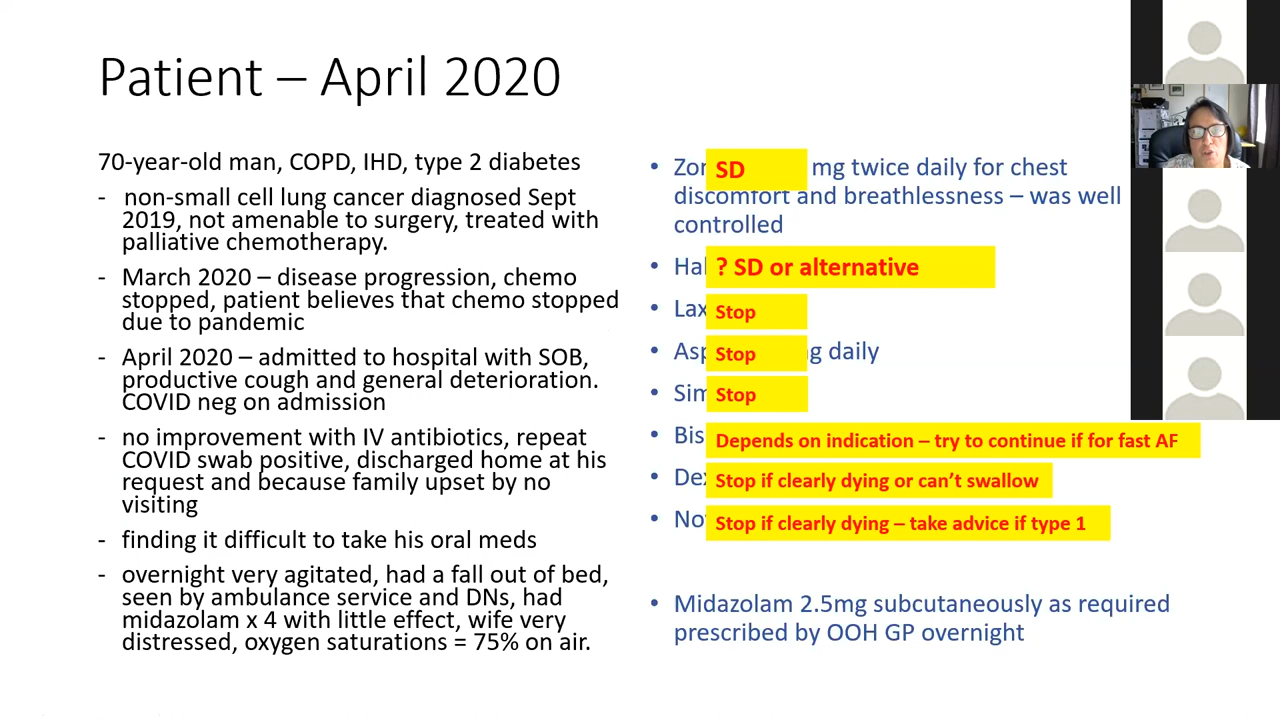 Patient – April 2020
70-year-old man, COPD, IHD, type 2 diabetes
- non-small cell lung cancer diagnosed Sept
2019, not amenable to surgery, treated with
palliative chemotherapy.
- March 2020 – disease progression, chemo
stopped, patient believes that chemo stopped
due to pandemic
- April 2020 – admitted to hospital with SOB,
productive cough and general deterioration.
COVID neg on admission
- no improvement with IV antibiotics, repeat
COVID swab positive, discharged home at his
request and because family upset by no
visiting
- finding it difficult to take his oral meds
- overnight very agitated, had a fall out of bed,
seen by ambulance service and DNs, had
midazolam x 4 with little effect, wife very
distressed, oxygen saturations = 75% on air.
• SD mg twice daily for chest
discomfort and breathlessness – was well
controlled
• ? SD or alternative
• Stop
• Stop daily
• Stop
• Depends on indication – try to continue if for fast AF
• Stop if clearly dying or can't swallow
• Stop if clearly dying – take advice if type 1
• Midazolam 2.5mg subcutaneously as required
prescribed by OOH GP overnight